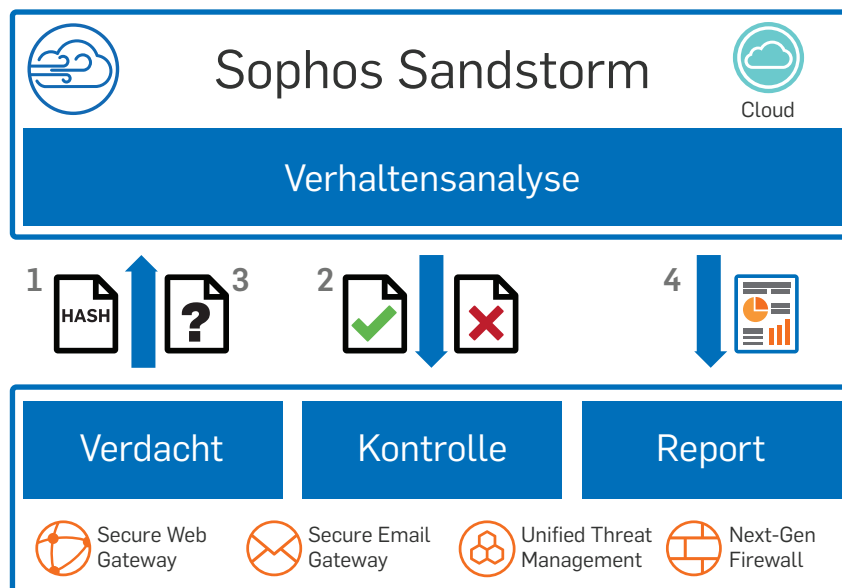 Sophos Sandstorm
Cloud
Verhaltensanalyse
1
HASH
?
3
2
4
Verdacht
Kontrolle
Report
Secure Web
Gateway
Secure Email
Gateway
Unified Threat
Management
Next-Gen
Firewall